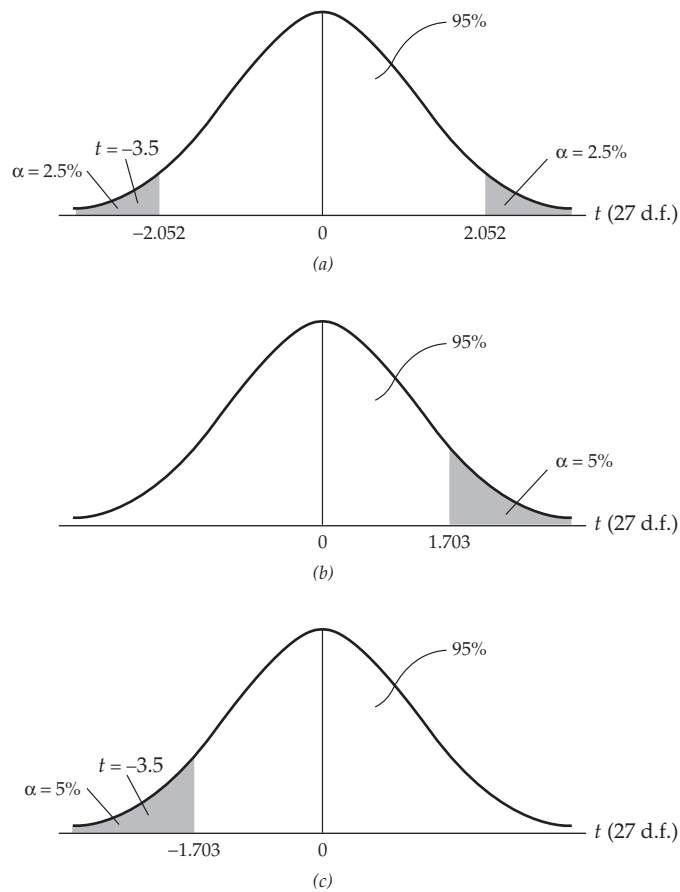 95%
t = –3.5
α = 2.5%
α = 2.5%
t (27 d.f.)
–2.052
0
2.052
(a)
95%
α = 5%
t (27 d.f.)
0
1.703
(b)
95%
t = –3.5
α = 5%
t (27 d.f.)
–1.703
0
(c)